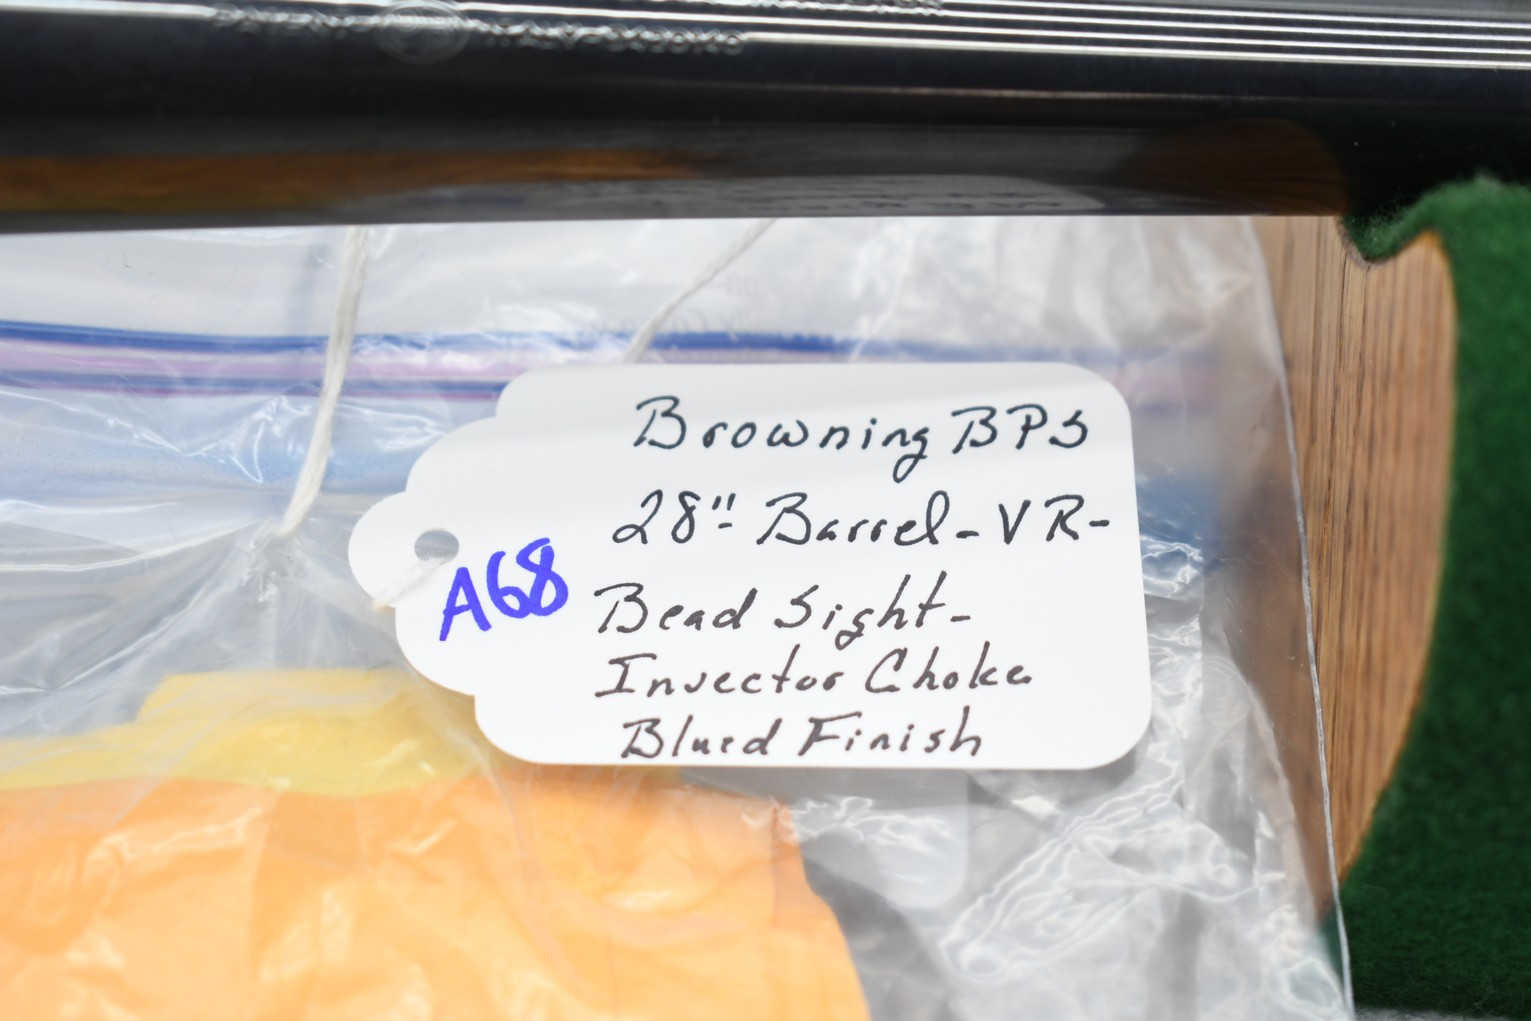 Browning BPS
28" Barrel - VR -
A68
Bead Sight -
Invector Choke
Blued Finish